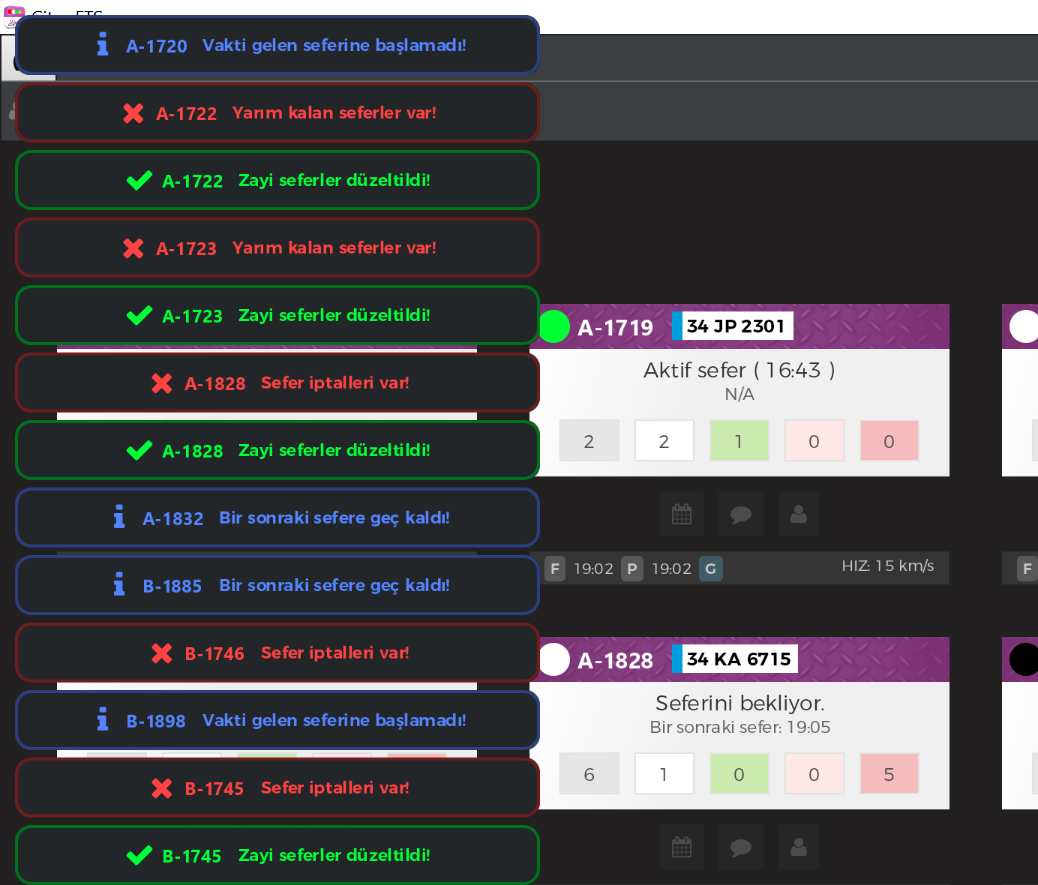 A-1720 Vakti gelen seferine başlamadı!
A-1722 Yarım kalan seferler var!
A-1722 Zayi seferler düzeltildi!
A-1723 Yarım kalan seferler var!
A-1723 Zayi seferler düzeltildi!
A-1828 Sefer iptalleri var!
A-1828 Zayi seferler düzeltildi!
A-1832 Bir sonraki sefere geç kaldı!
B-1885 Bir sonraki sefere geç kaldı!
B-1746 Sefer iptalleri var!
B-1898 Vakti gelen seferine başlamadı!
B-1745 Sefer iptalleri var!
B-1745 Zayi seferler düzeltildi!
A-1719 34 JP 2301
Aktif sefer ( 16:43 )
N/A
2 2 1 0 0
F 19:02 P 19:02 G HIZ: 15 km/s
F
A-1828 34 KA 6715
Seferini bekliyor.
Bir sonraki sefer: 19:05
6 1 0 0 5